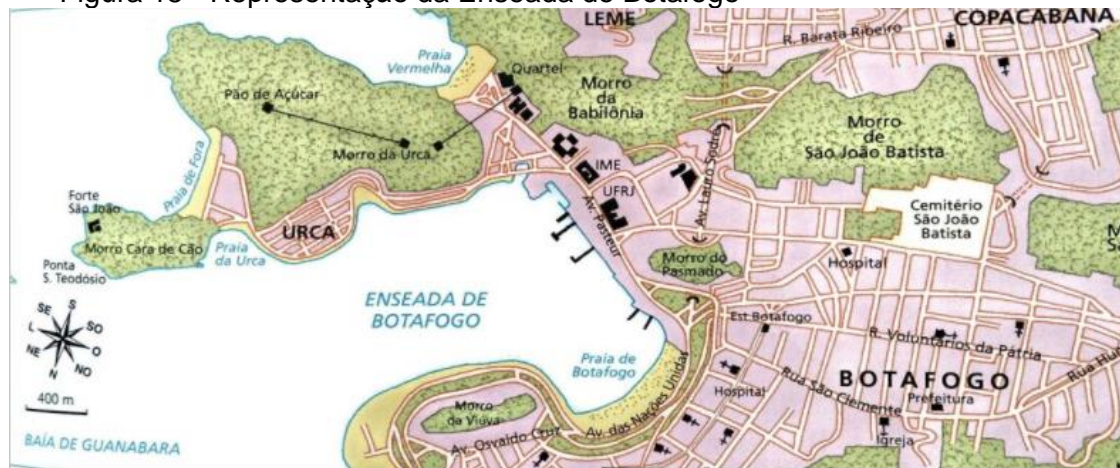 Figura 18 - Representação da Enseada de Botafogo
LEME
COPACABANA
R. Barata Ribeiro
Praia
Vermelha
Quartel
Pão de Açúcar
Morro
da
Babilônia
Morro da Urca
Morro
de
São João Batista
Praia de Fora
IME
UFRJ
Av. Lauro Sodré
Av. Pasteur
Forte
São João
URCA
Cemitério
São João
Batista
Morro Cara de Cão
Praia
da Urca
Ponta
S. Teodósio
Hospital
Morro do
Pasmado
ENSEADA DE
BOTAFOGO
SE
S
SO
L
O
NE
N
NO
Est Botafogo
R. Voluntários da Pátria
Praia de
Botafogo
Av. das Nações Unidas
Hospital
Rua São Clemente
BOTAFOGO
Prefeitura
400 m
Morro
da Viúva
Av. Osvaldo Cruz
Igreja
BAÍA DE GUANABARA